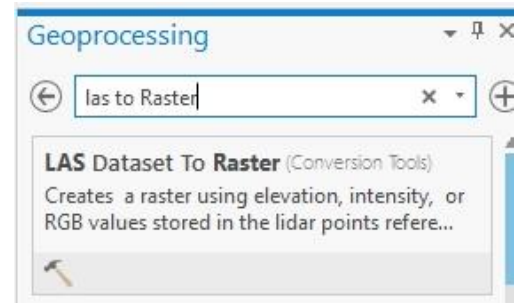 Geoprocessing
las to Raster
LAS Dataset To Raster (Conversion Tools)
Creates a raster using elevation, intensity, or
RGB values stored in the lidar points refere...